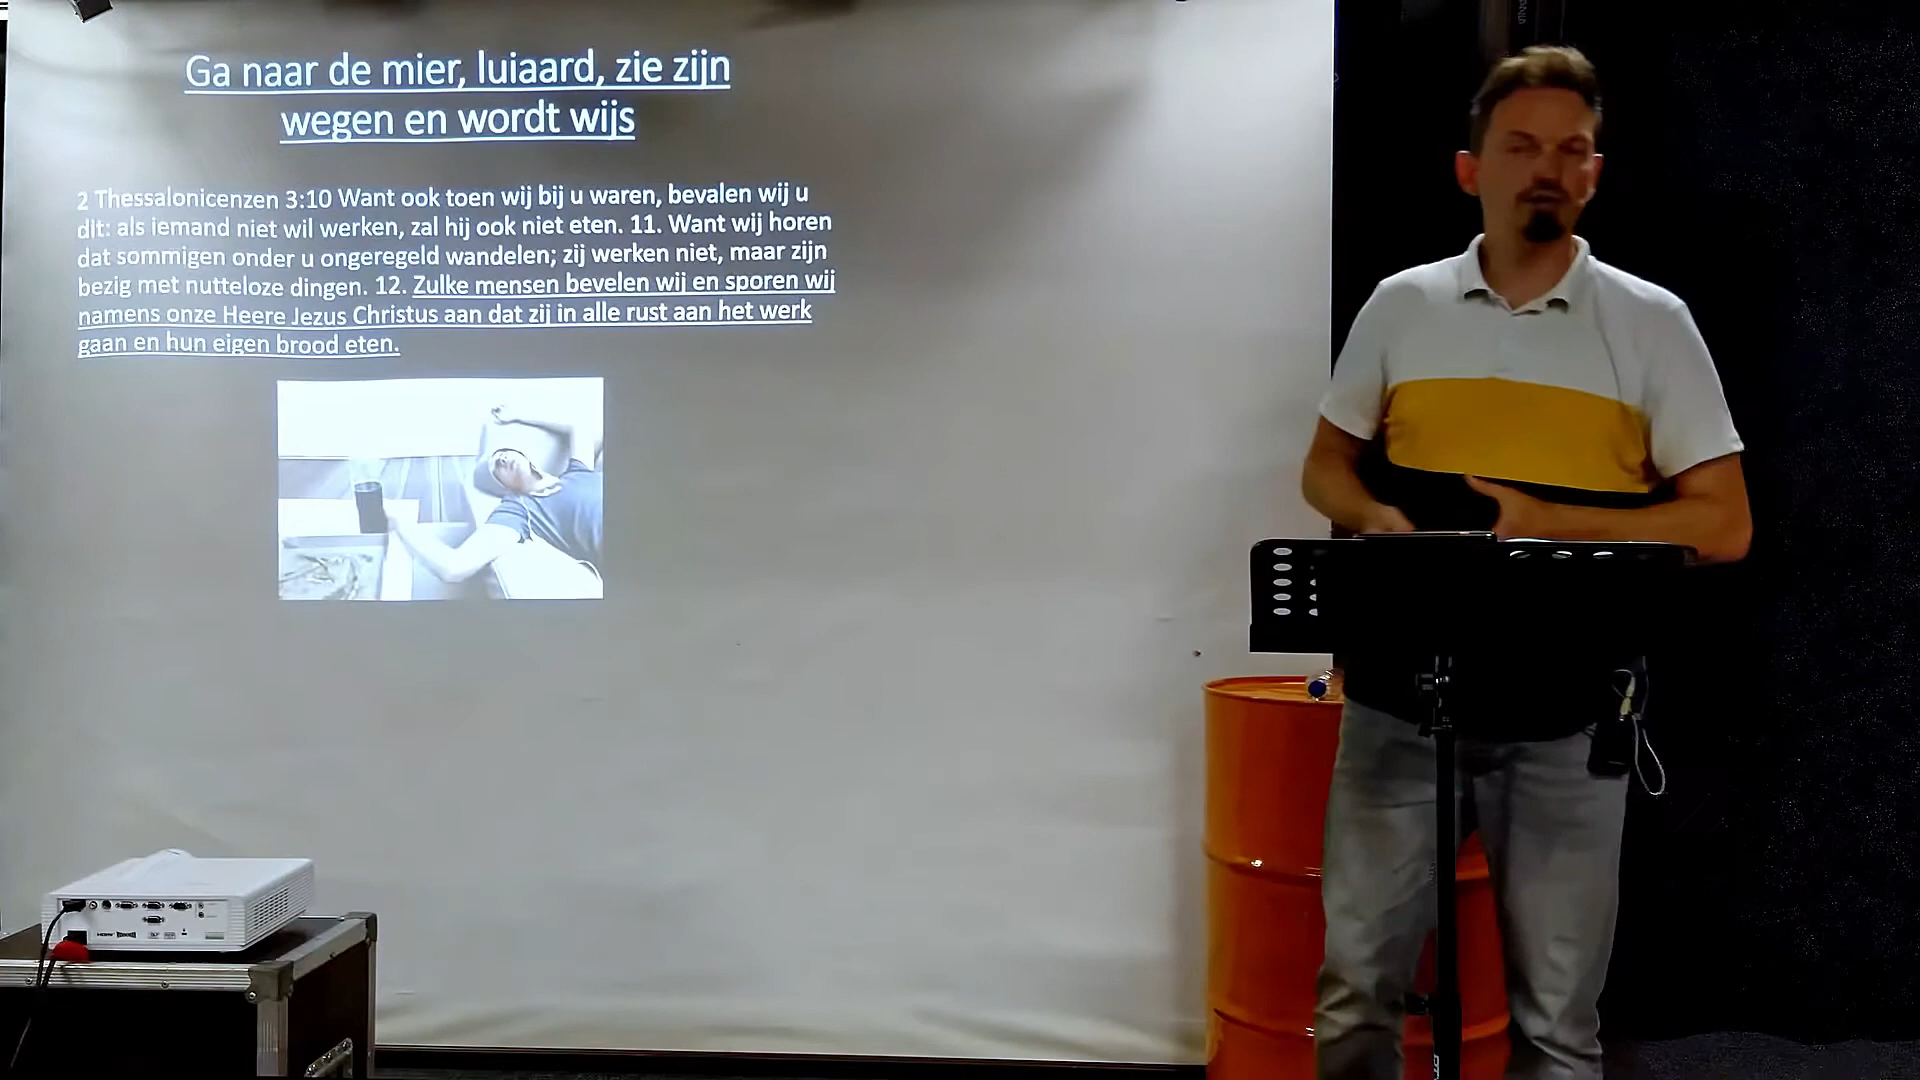 Ga naar de mier, luiaard, zie zijn
wegen en wordt wijs
2 Thessalonicenzen 3:10 Want ook toen wij bij u waren, bevalen wij u
dit: als iemand niet wil werken, zal hij ook niet eten. 11. Want wij horen
dat sommigen onder u ongeregeld wandelen; zij werken niet, maar zijn
bezig met nutteloze dingen. 12. Zulke mensen bevelen wij en sporen wij
namens onze Heere Jezus Christus aan dat zij in alle rust aan het werk
gaan en hun eigen brood eten.